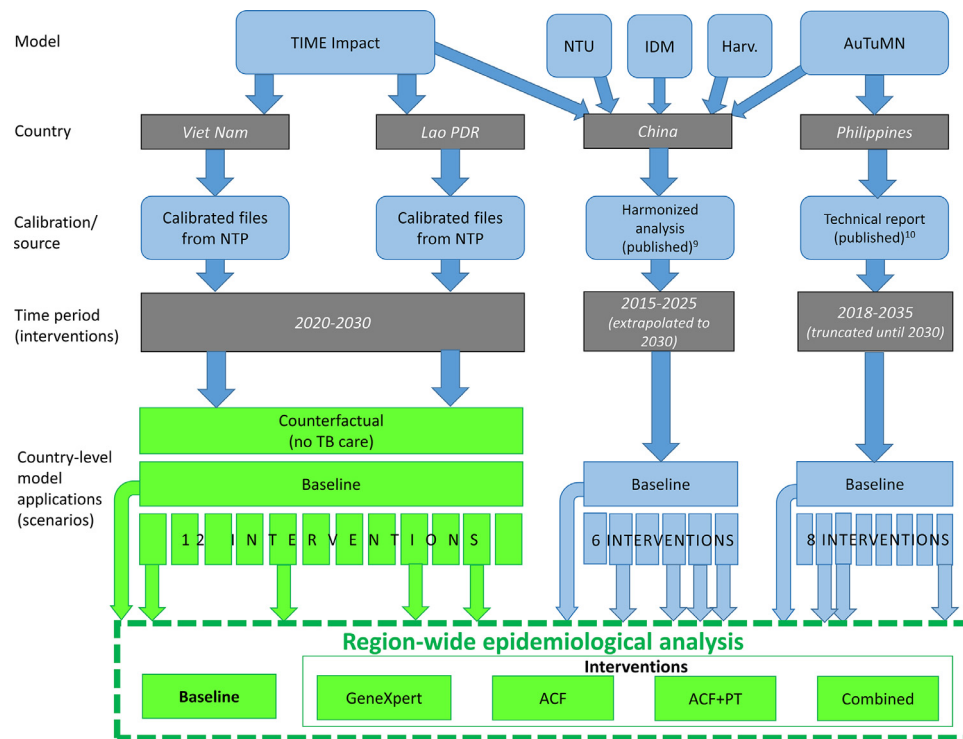 Model
TIME Impact
NTU
IDM
Harv.
AuTuMN
Country
Viet Nam
Lao PDR
China
Philippines
Calibration/
source
Calibrated files
from NTP
Calibrated files
from NTP
Harmonized
analysis
(published)⁹
Technical report
(published)¹⁰
Time period
(interventions)
2020-2030
2015-2025
(extrapolated to
2030)
2018-2035
(truncated until 2030)
Country-level
model
applications
(scenarios)
Counterfactual
(no TB care)
Baseline
Baseline
Baseline
12 INTERVENTIONS
6 INTERVENTIONS
8 INTERVENTIONS
Region-wide epidemiological analysis
Interventions
Baseline
GeneXpert
ACF
ACF+PT
Combined